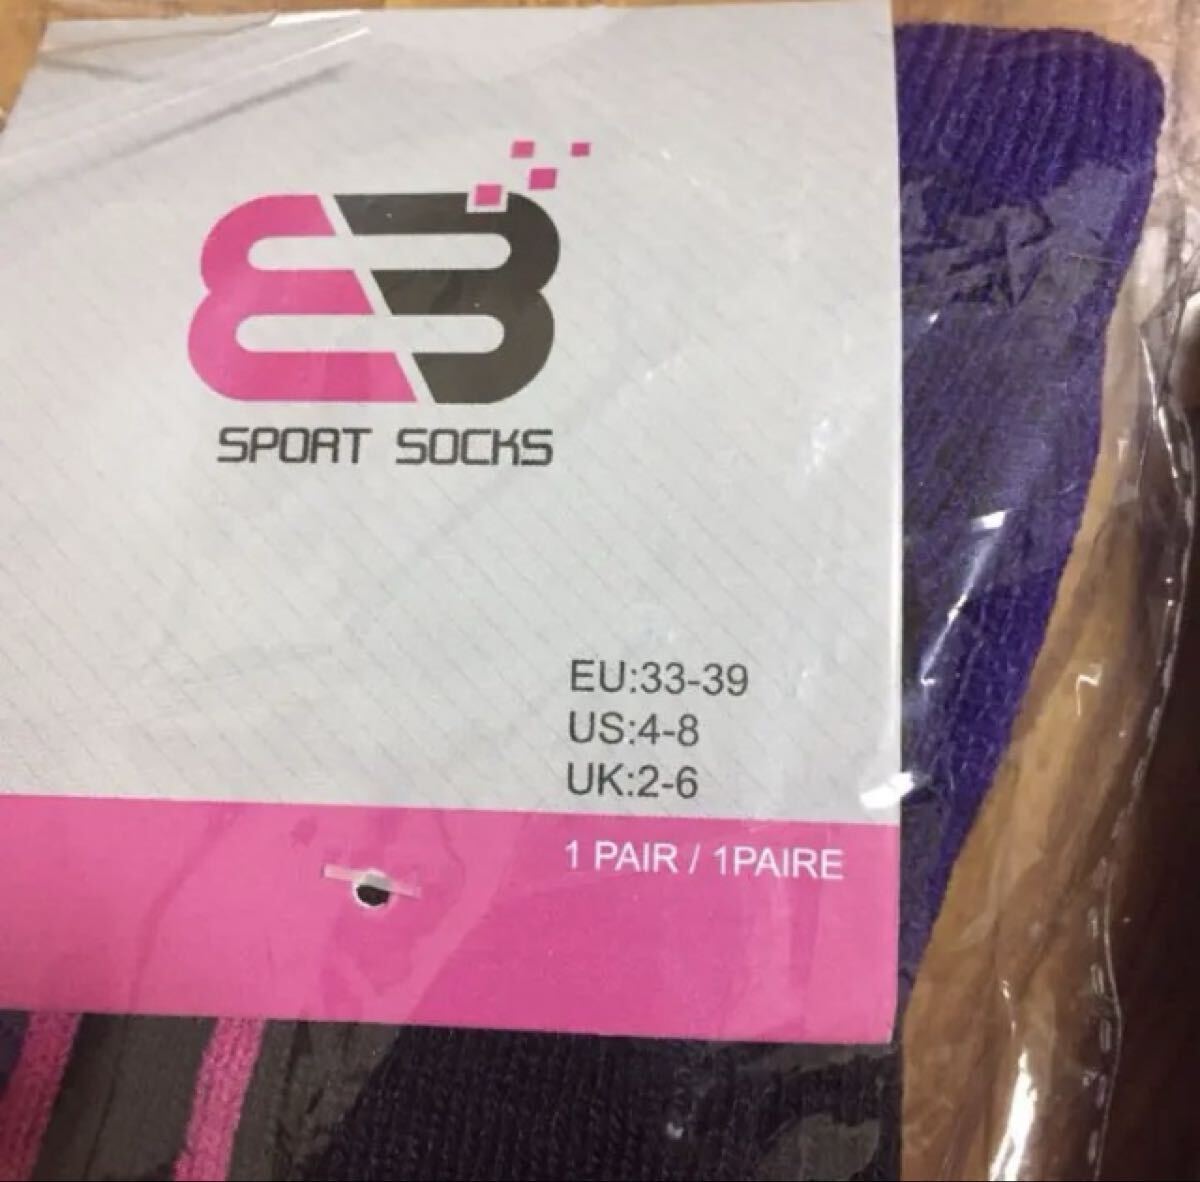 SPORT SOCKS
EU:33-39
US:4-8
UK:2-6
1 PAIR / 1PAIRE